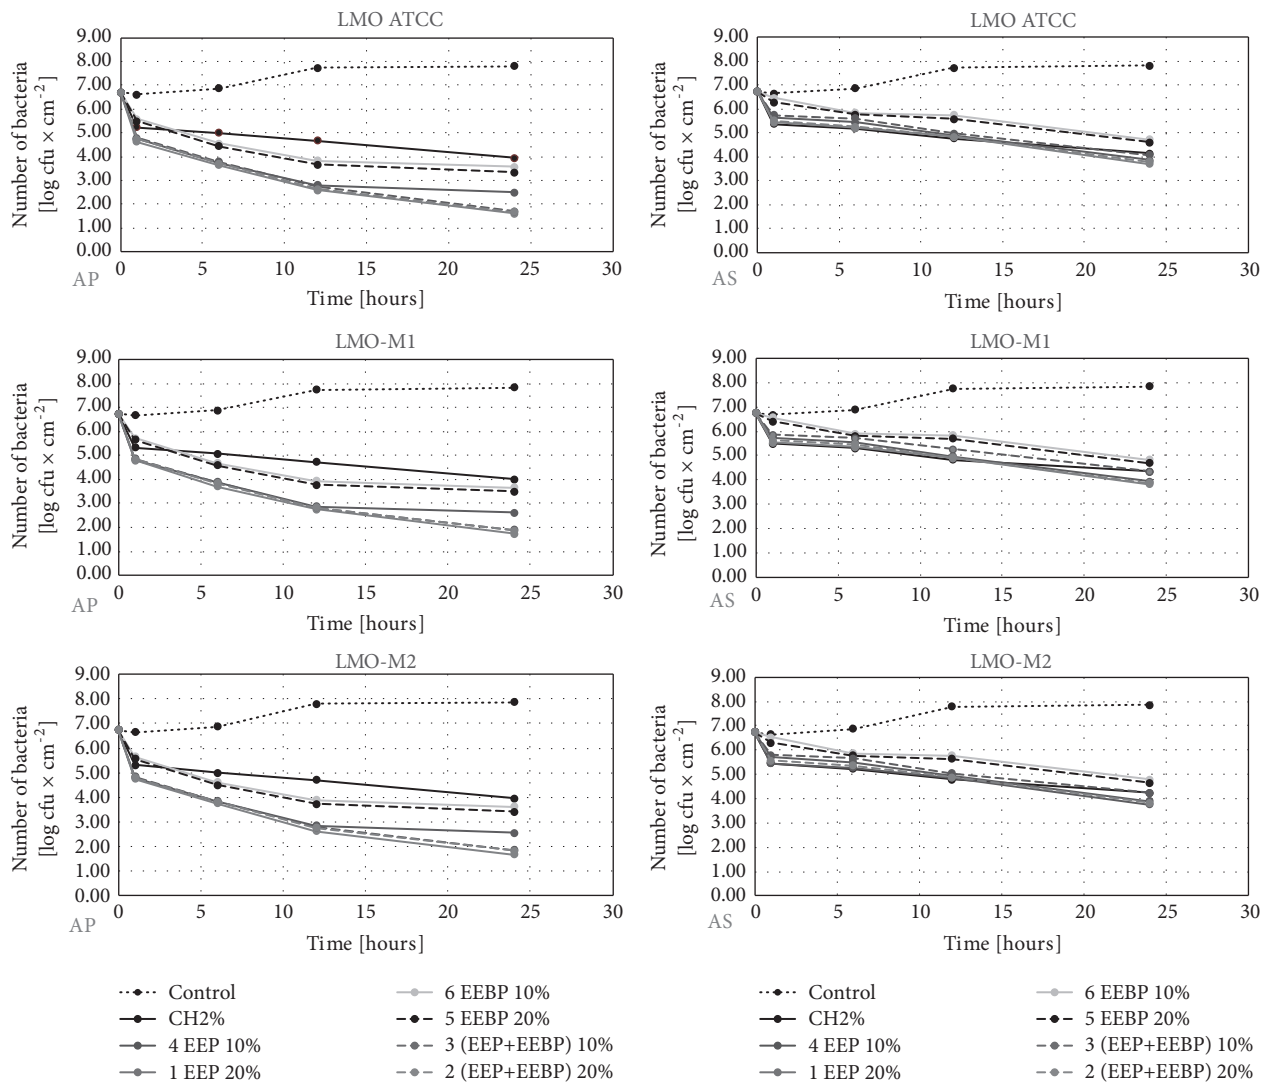 LMO ATCC
Number of bacteria
[log cfu × cm⁻²]
9.00
8.00
7.00
6.00
5.00
4.00
3.00
2.00
1.00
0.00
0 5 10 15 20 25 30
AP
Time [hours]
LMO ATCC
Number of bacteria
[log cfu × cm⁻²]
9.00
8.00
7.00
6.00
5.00
4.00
3.00
2.00
1.00
0.00
0 5 10 15 20 25 30
AS
Time [hours]
LMO-M1
Number of bacteria
[log cfu × cm⁻²]
9.00
8.00
7.00
6.00
5.00
4.00
3.00
2.00
1.00
0.00
0 5 10 15 20 25 30
AP
Time [hours]
LMO-M1
Number of bacteria
[log cfu × cm⁻²]
9.00
8.00
7.00
6.00
5.00
4.00
3.00
2.00
1.00
0.00
0 5 10 15 20 25 30
AS
Time [hours]
LMO-M2
Number of bacteria
[log cfu × cm⁻²]
9.00
8.00
7.00
6.00
5.00
4.00
3.00
2.00
1.00
0.00
0 5 10 15 20 25 30
AP
Time [hours]
LMO-M2
Number of bacteria
[log cfu × cm⁻²]
9.00
8.00
7.00
6.00
5.00
4.00
3.00
2.00
1.00
0.00
0 5 10 15 20 25 30
AS
Time [hours]
Control
CH2%
4 EEP 10%
1 EEP 20%
6 EEBP 10%
5 EEBP 20%
3 (EEP+EEBP) 10%
2 (EEP+EEBP) 20%
Control
CH2%
4 EEP 10%
1 EEP 20%
6 EEBP 10%
5 EEBP 20%
3 (EEP+EEBP) 10%
2 (EEP+EEBP) 20%